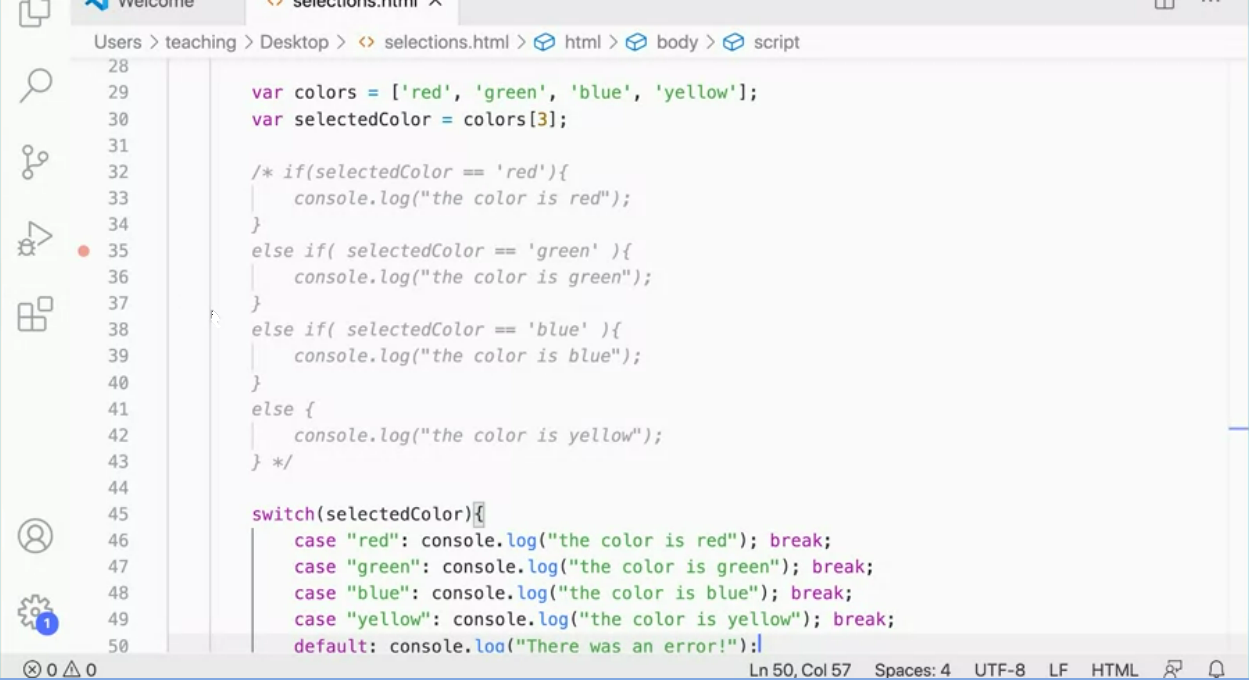 Welcome
selections.html
Users > teaching > Desktop > selections.html > html > body > script
28
29 var colors = ['red', 'green', 'blue', 'yellow'];
30 var selectedColor = colors[3];
31
32 /* if(selectedColor == 'red'){
33 console.log("the color is red");
34 }
35 else if( selectedColor == 'green' ){
36 console.log("the color is green");
37 }
38 else if( selectedColor == 'blue' ){
39 console.log("the color is blue");
40 }
41 else {
42 console.log("the color is yellow");
43 } */
44
45 switch(selectedColor){
46 case "red": console.log("the color is red"); break;
47 case "green": console.log("the color is green"); break;
48 case "blue": console.log("the color is blue"); break;
49 case "yellow": console.log("the color is yellow"); break;
50 default: console.log("There was an error!");
1
0 0 Ln 50, Col 57 Spaces: 4 UTF-8 LF HTML